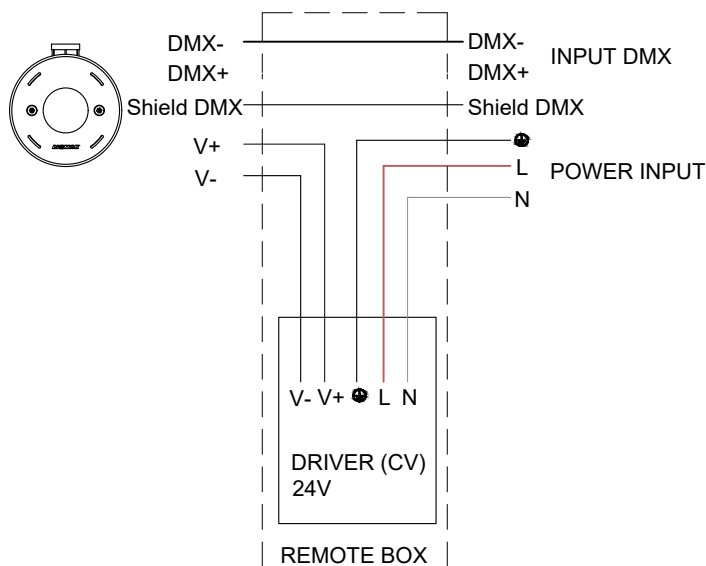 DMX-
DMX-
INPUT DMX
DMX+
DMX+
Shield DMX
Shield DMX
V+
L
POWER INPUT
V-
N
V- V+ L N
DRIVER (CV)
24V
REMOTE BOX